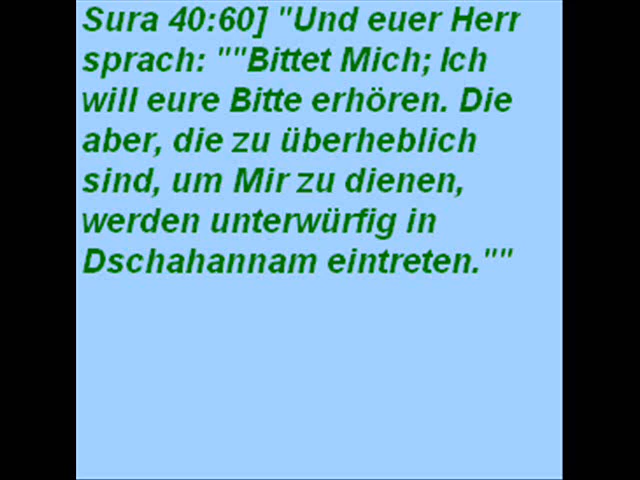 Sura 40:60] "Und euer Herr
sprach: ""Bittet Mich; Ich
will eure Bitte erhören. Die
aber, die zu überheblich
sind, um Mir zu dienen,
werden unterwürfig in
Dschahannam eintreten.""